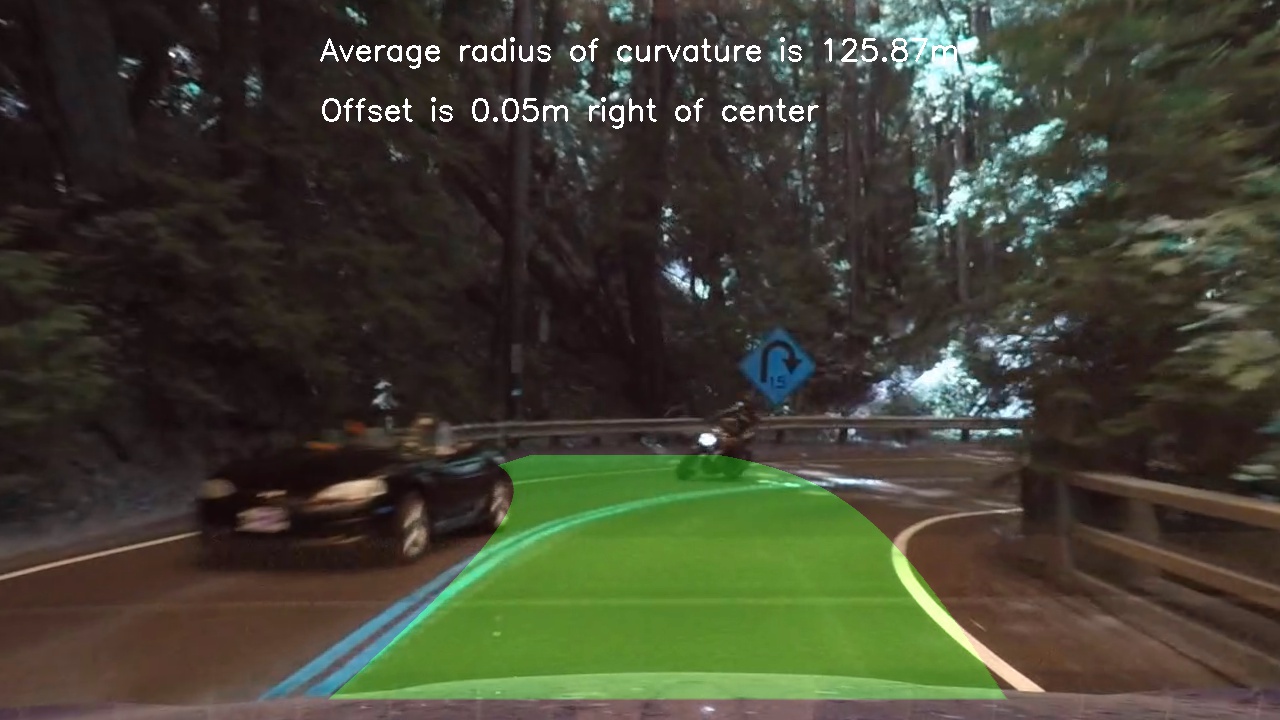 Average radius of curvature is 125.87m
Offset is 0.05m right of center
15